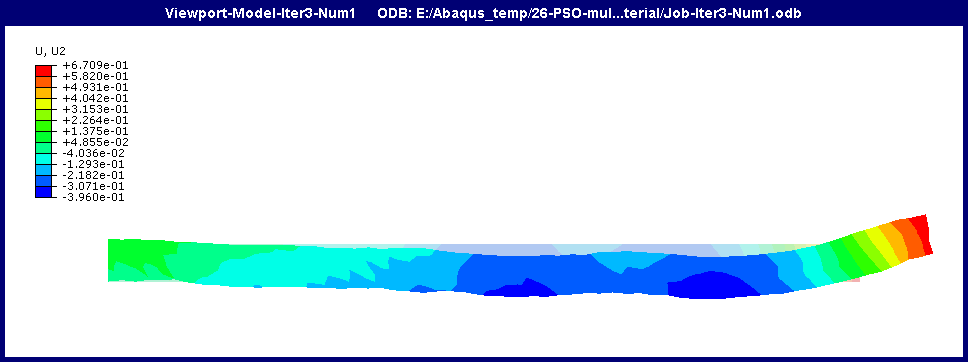 Viewport-Model-Iter3-Num1 ODB: E:/Abaqus_temp/26-PSO-mul...terial/Job-Iter3-Num1.odb
U, U2
+6.709e-01
+5.820e-01
+4.931e-01
+4.042e-01
+3.153e-01
+2.264e-01
+1.375e-01
+4.855e-02
-4.036e-02
-1.293e-01
-2.182e-01
-3.071e-01
-3.960e-01